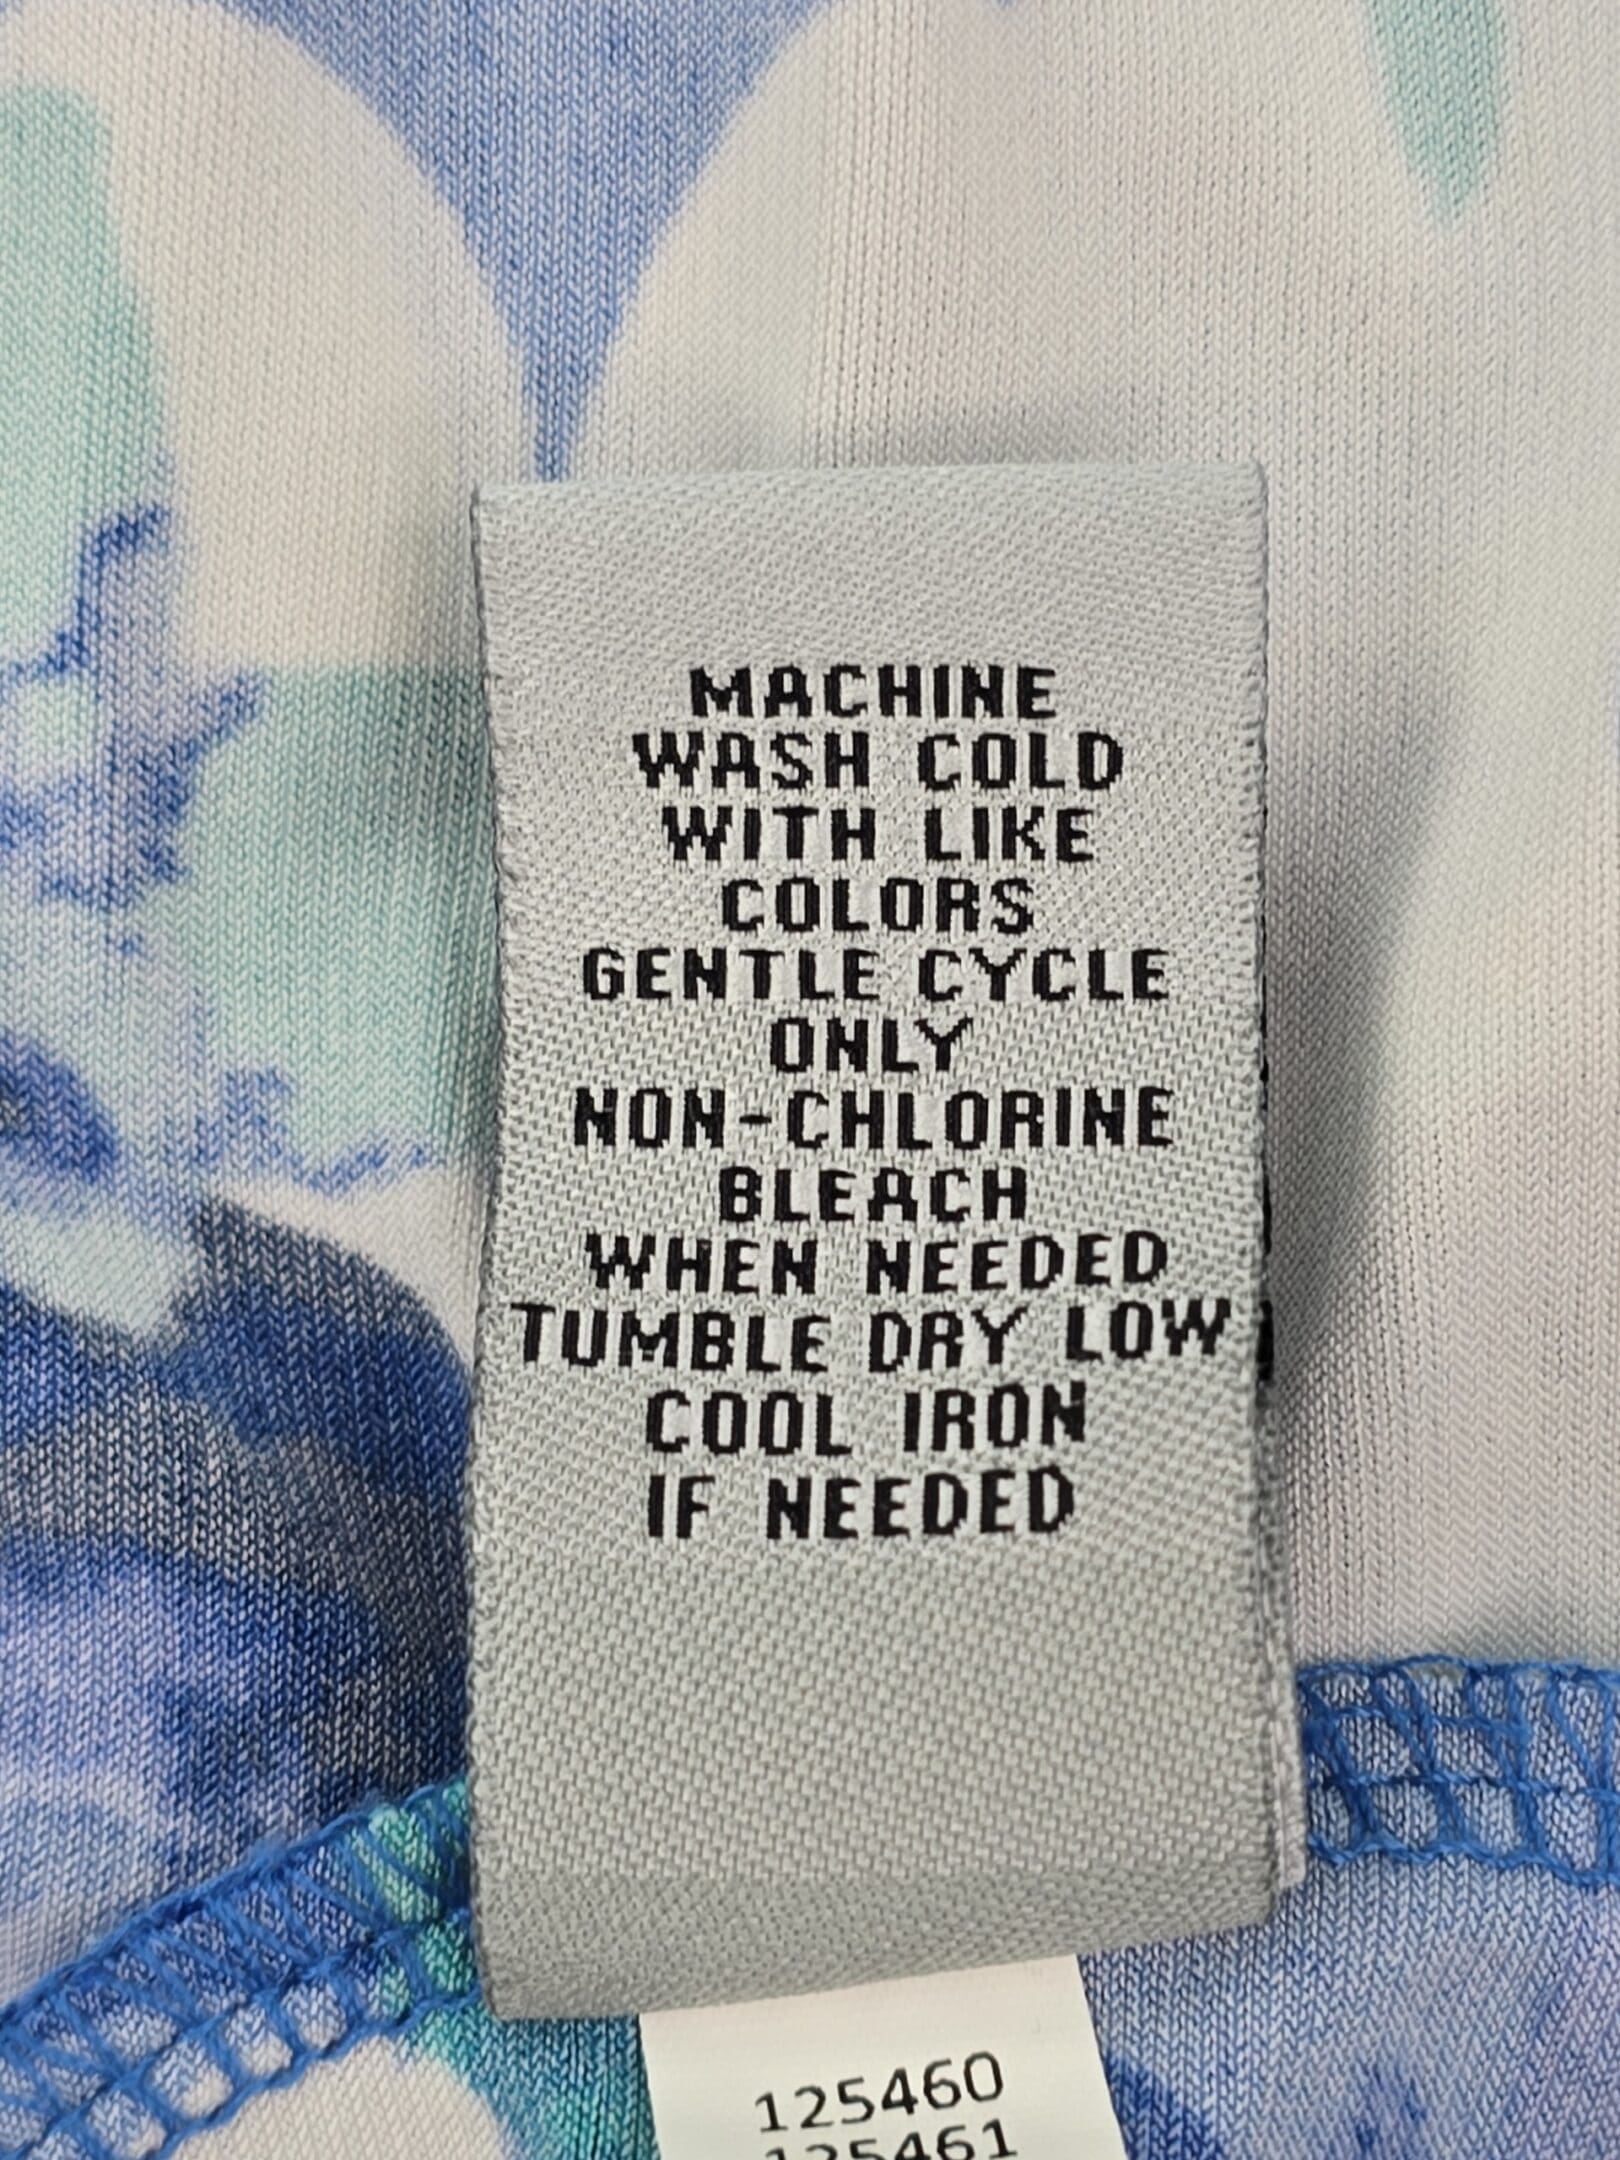 MACHINE
WASH COLD
WITH LIKE
COLORS
GENTLE CYCLE
ONLY
NON-CHLORINE
BLEACH
WHEN NEEDED
TUMBLE DRY LOW
COOL IRON
IF NEEDED
125460
125461